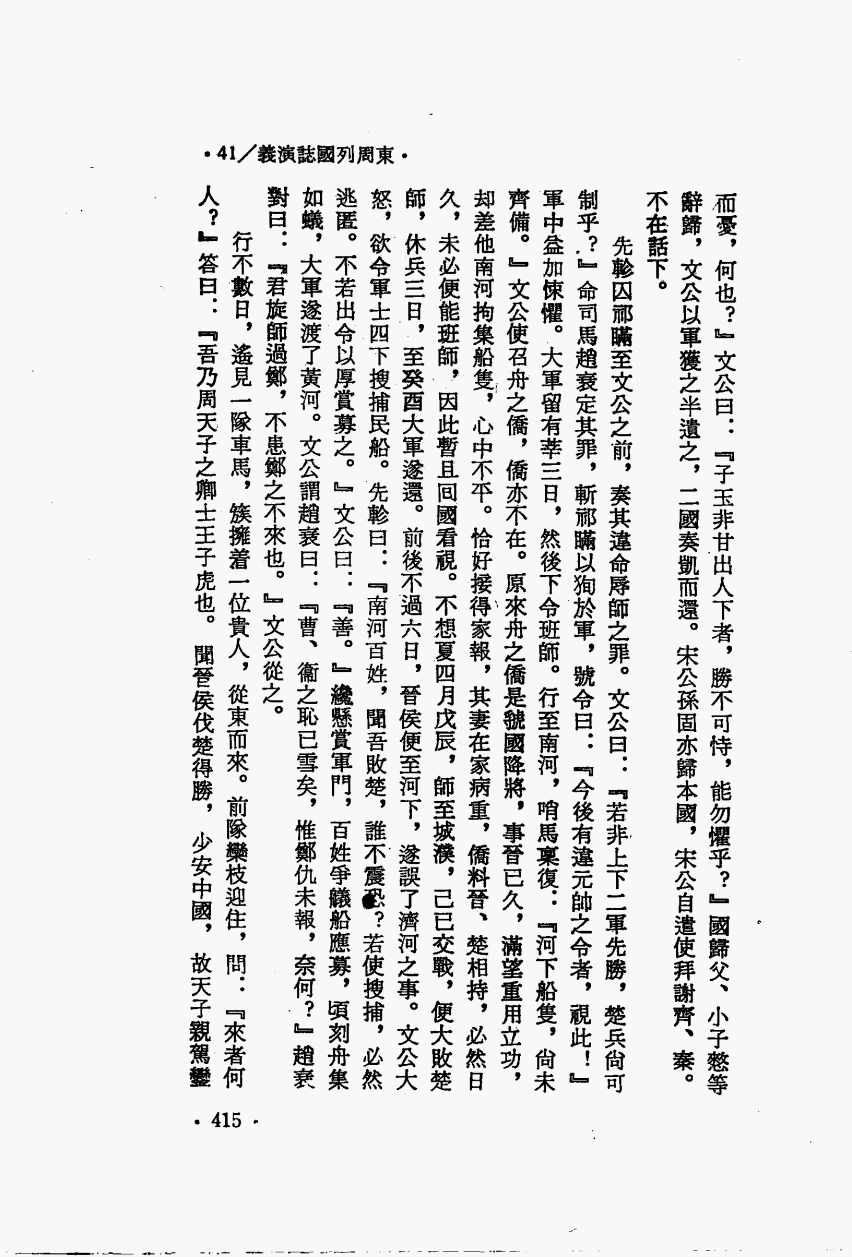 ·東周列國誌演義/41·
而憂，何也？』文公曰：『子玉非甘出人下者，勝不可恃，能勿懼乎？』國歸父、小子憖等
辭歸，文公以軍獲之半遺之，二國奏凱而還。宋公孫固亦歸本國，宋公自遣使拜謝齊、秦。
不在話下。
先軫囚祁瞞至文公之前，奏其違命辱師之罪。文公曰：『若非上下二軍先勝，楚兵尙可
制乎？』命司馬趙衰定其罪，斬祁瞞以狥於軍，號令曰：『今後有違元帥之令者，視此！』
軍中益加悚懼。大軍留有莘三日，然後下令班師。行至南河，哨馬稟復：『河下船隻，尙未
齊備。』文公使召舟之僑，僑亦不在。原來舟之僑是虢國降將，事晉已久，滿望重用立功，
却差他南河拘集船隻，心中不平。恰好接得家報，其妻在家病重，僑料晉、楚相持，必然日
久，未必便能班師，因此暫且回國看視。不想夏四月戊辰，師至城濮，己巳交戰，便大敗楚
師，休兵三日，至癸酉大軍遂還。前後不過六日，晉侯便至河下，遂誤了濟河之事。文公大
怒，欲令軍士四下搜捕民船。先軫曰：『南河百姓，聞吾敗楚，誰不震恐？若使搜捕，必然
逃匿。不若出令以厚賞募之。』文公曰：『善。』纔懸賞軍門，百姓爭艤船應募，頃刻舟集
如蟻，大軍遂渡了黃河。文公謂趙衰曰：『曹、衞之恥已雪矣，惟鄭仇未報，奈何？』趙衰
對曰：『君旋師過鄭，不患鄭之不來也。』文公從之。
行不數日，遙見一隊車馬，簇擁着一位貴人，從東而來。前隊欒枝迎住，問：『來者何
人？』答曰：『吾乃周天子之卿士王子虎也。聞晉侯伐楚得勝，少安中國，故天子親駕鑾
·415·